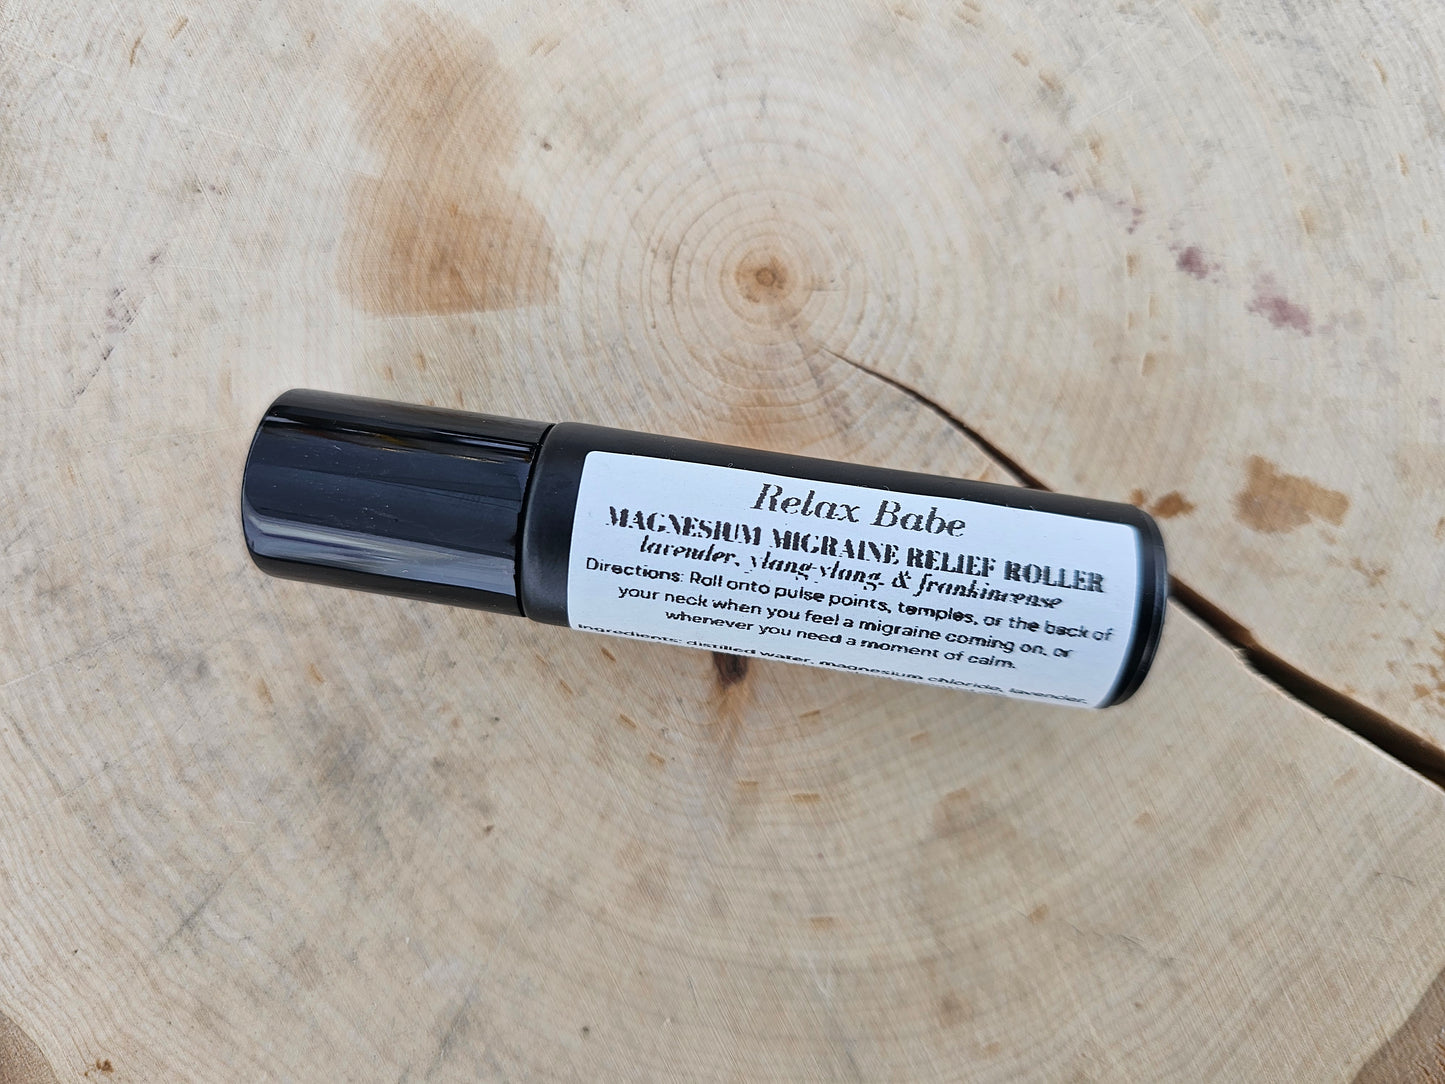 Relax Babe
MAGNESIUM MIGRAINE RELIEF ROLLER
lavender, ylang-ylang, & frankincense
Directions: Roll onto pulse points, temples, or the back of
your neck when you feel a migraine coming on, or
whenever you need a moment of calm.
Ingredients: distilled water, magnesium chloride, lavender,